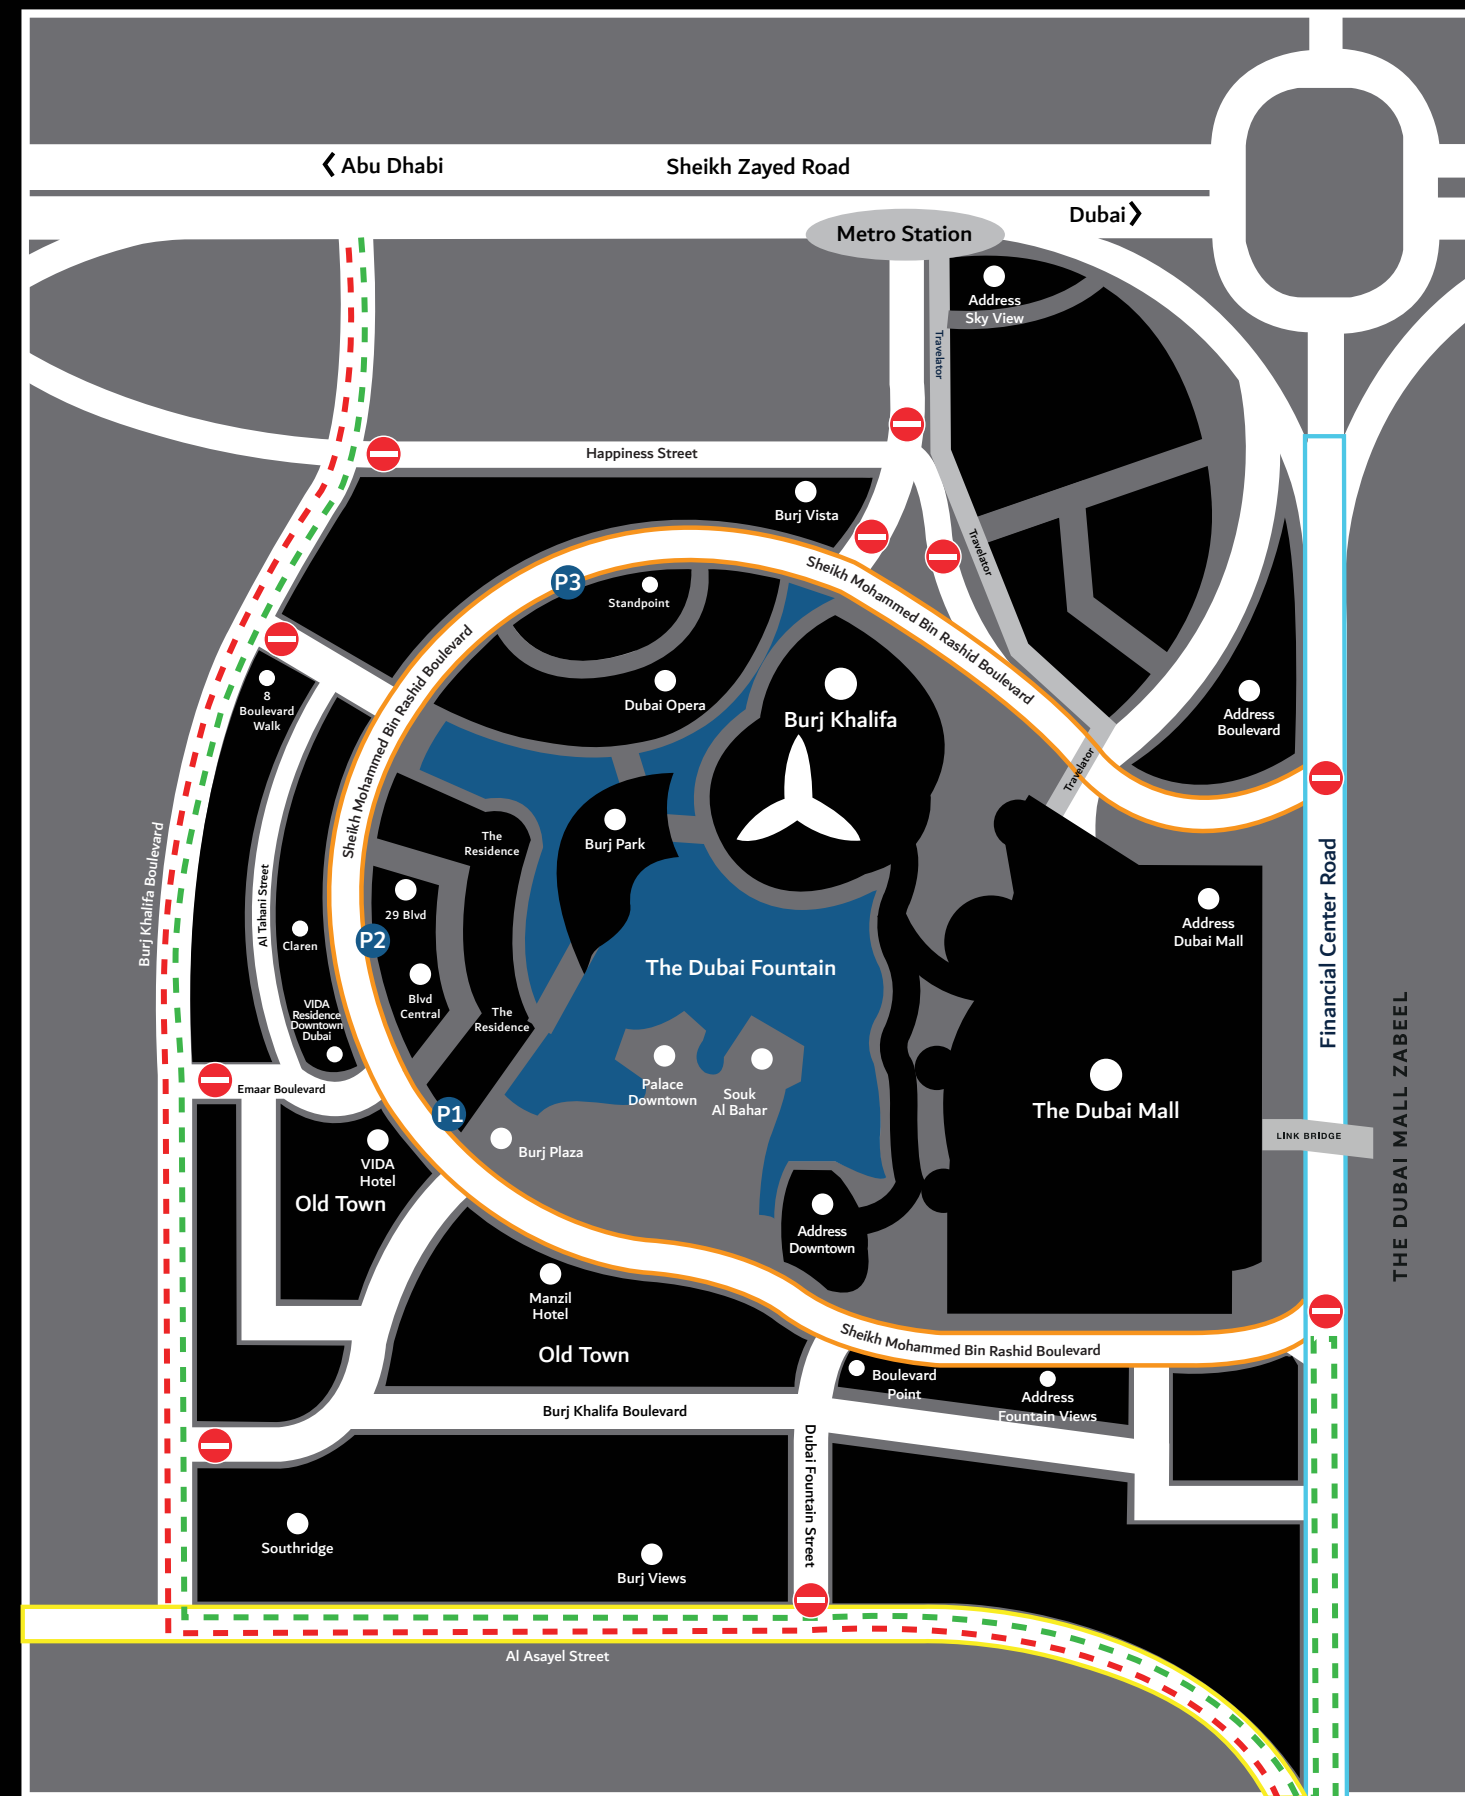 Abu Dhabi
Sheikh Zayed Road
Dubai
Metro Station
Address
Sky View
Travelator
Happiness Street
Burj Vista
Travelator
Sheikh Mohammed Bin Rashid Boulevard
P3
Standpoint
Sheikh Mohammed Bin Rashid Boulevard
8
Boulevard
Walk
Dubai Opera
Burj Khalifa
Address
Boulevard
Travelator
The
Residence
Burj Park
Burj Khalifa Boulevard
Al Tahani Street
29 Blvd
Claren
P2
Address
Dubai Mall
Financial Center Road
The Dubai Fountain
Blvd
Central
VIDA
Residence
Downtown
Dubai
The
Residence
Palace
Downtown
Souk
Al Bahar
Emaar Boulevard
P1
The Dubai Mall
LINK BRIDGE
THE DUBAI MALL ZABEEL
Burj Plaza
VIDA
Hotel
Old Town
Address
Downtown
Manzil
Hotel
Old Town
Sheikh Mohammed Bin Rashid Boulevard
Boulevard
Point
Address
Fountain Views
Burj Khalifa Boulevard
Dubai Fountain Street
Southridge
Burj Views
Al Asayel Street